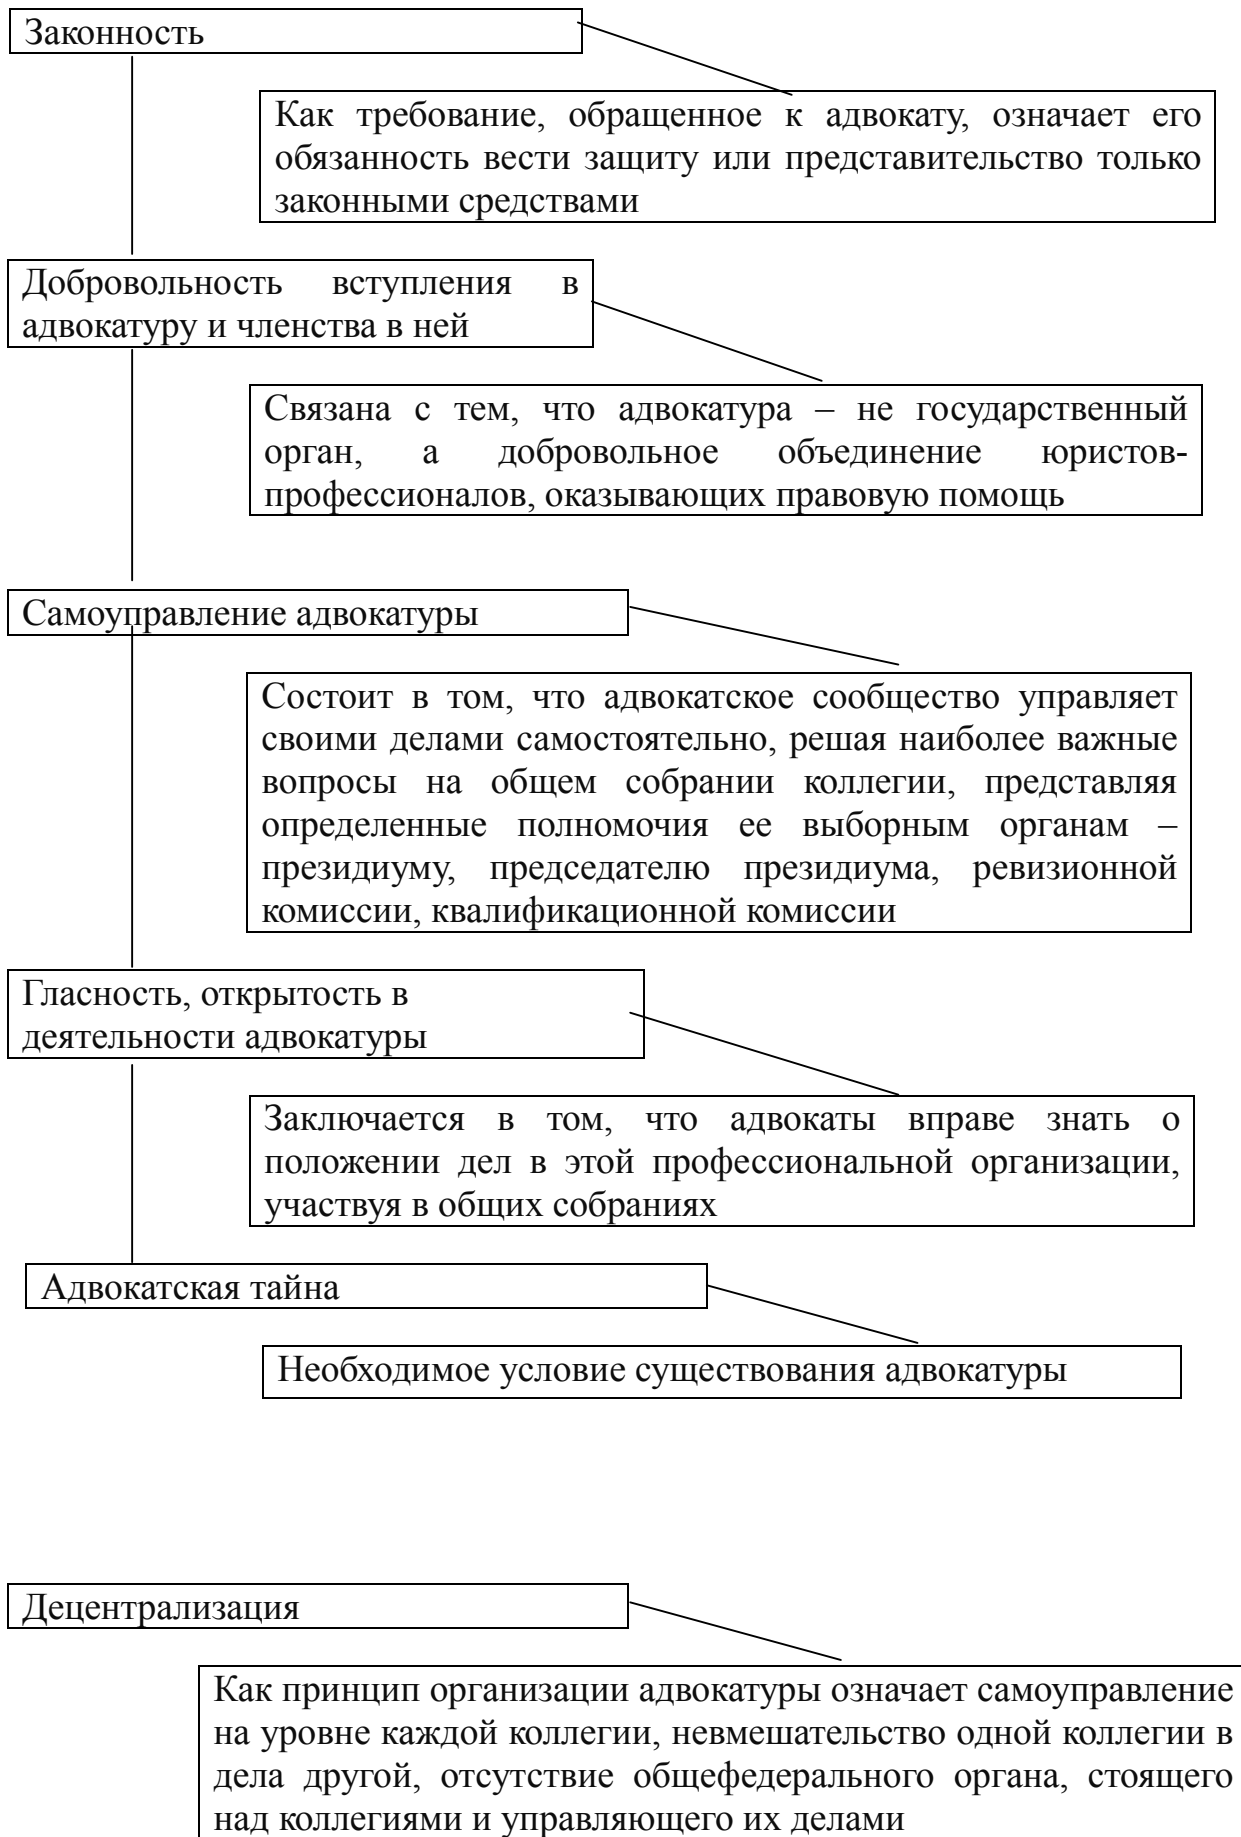 Законность
Как требование, обращенное к адвокату, означает его
обязанность вести защиту или представительство только
законными средствами
Добровольность вступления в
адвокатуру и членства в ней
Связана с тем, что адвокатура – не государственный
орган, а добровольное объединение юристов-
профессионалов, оказывающих правовую помощь
Самоуправление адвокатуры
Состоит в том, что адвокатское сообщество управляет
своими делами самостоятельно, решая наиболее важные
вопросы на общем собрании коллегии, представляя
определенные полномочия ее выборным органам –
президиуму, председателю президиума, ревизионной
комиссии, квалификационной комиссии
Гласность, открытость в
деятельности адвокатуры
Заключается в том, что адвокаты вправе знать о
положении дел в этой профессиональной организации,
участвуя в общих собраниях
Адвокатская тайна
Необходимое условие существования адвокатуры
Децентрализация
Как принцип организации адвокатуры означает самоуправление
на уровне каждой коллегии, невмешательство одной коллегии в
дела другой, отсутствие общефедерального органа, стоящего
над коллегиями и управляющего их делами